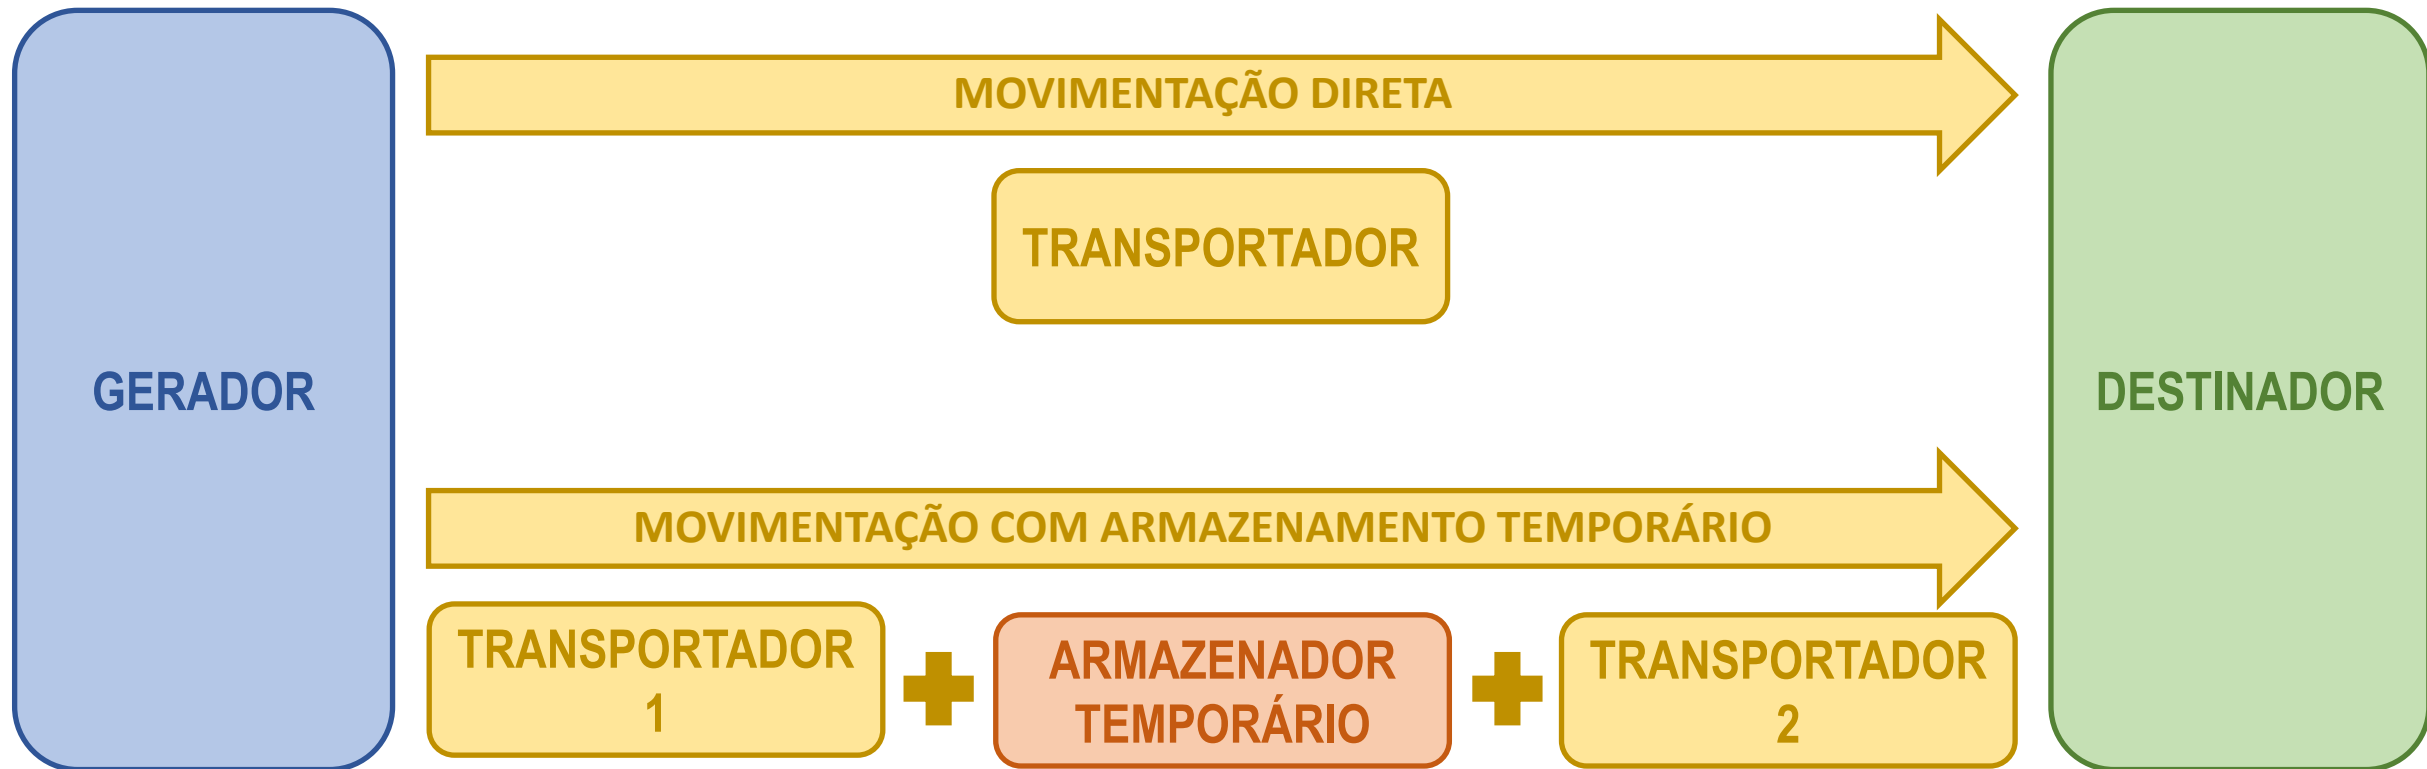 GERADOR
MOVIMENTAÇÃO DIRETA
TRANSPORTADOR
MOVIMENTAÇÃO COM ARMAZENAMENTO TEMPORÁRIO
TRANSPORTADOR
1
ARMAZENADOR
TEMPORÁRIO
TRANSPORTADOR
2
DESTINADOR